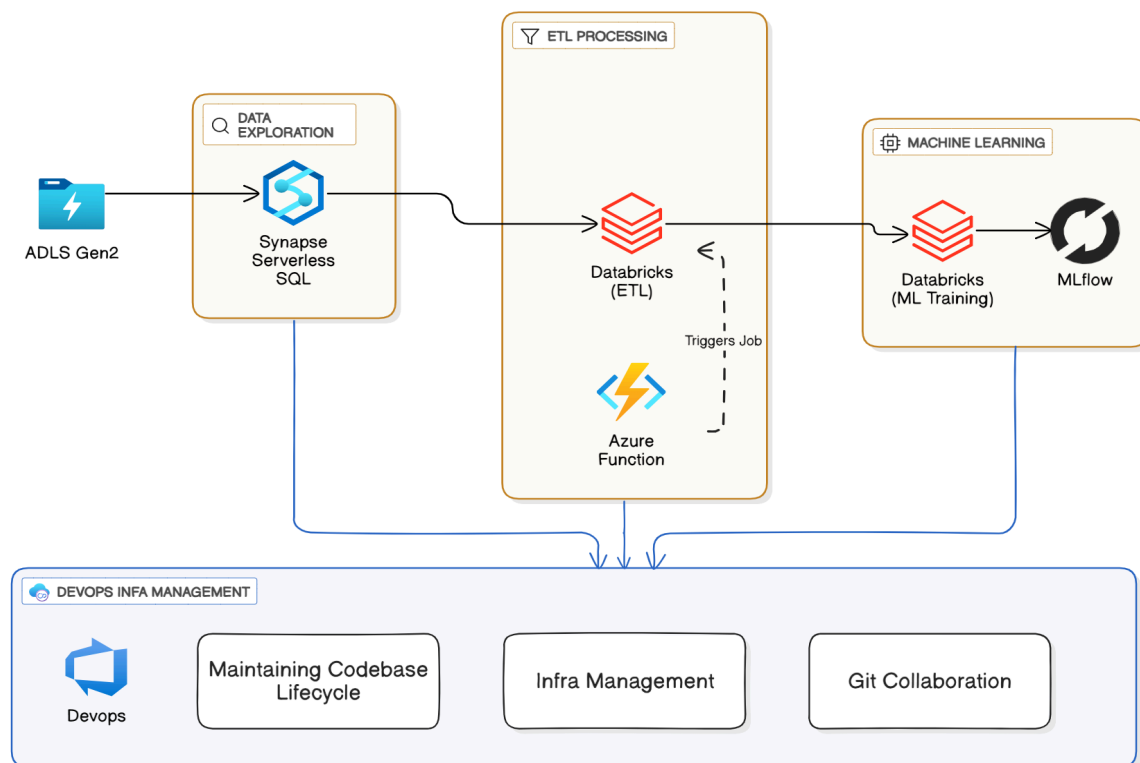 ETL PROCESSING
DATA
EXPLORATION
MACHINE LEARNING
ADLS Gen2
Synapse
Serverless
SQL
Databricks
(ETL)
Databricks
(ML Training)
MLflow
Triggers Job
Azure
Function
DEVOPS INFA MANAGEMENT
Devops
Maintaining Codebase
Lifecycle
Infra Management
Git Collaboration